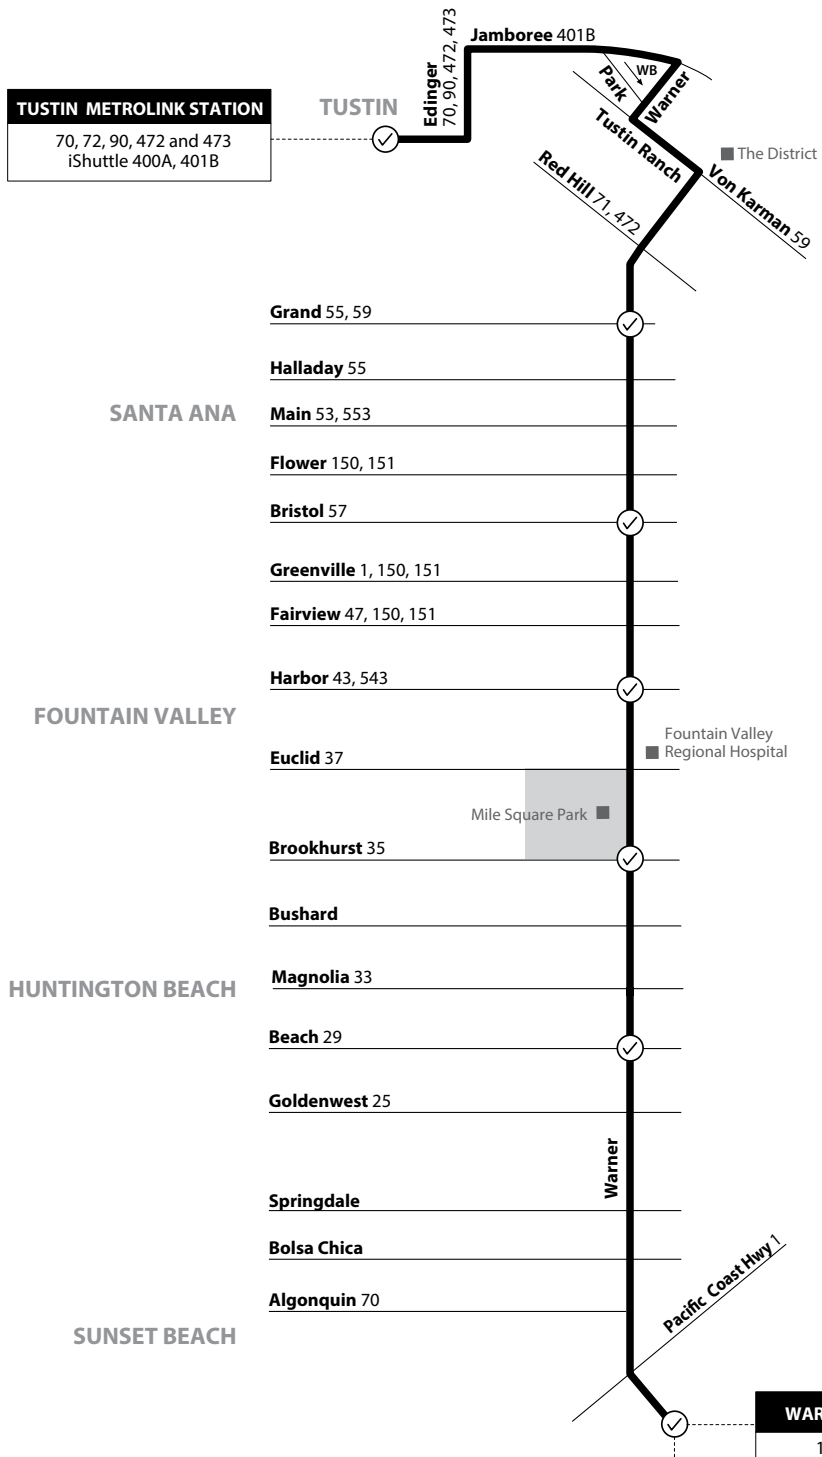 Jamboree 401B
Edinger
70, 90, 472, 473
WB
Park
Warner
TUSTIN METROLINK STATION
70, 72, 90, 472 and 473
iShuttle 400A, 401B
TUSTIN
Tustin Ranch
The District
Red Hill 71, 472
Von Karman 59
Grand 55, 59
Halladay 55
SANTA ANA
Main 53, 553
Flower 150, 151
Bristol 57
Greenville 1, 150, 151
Fairview 47, 150, 151
Harbor 43, 543
FOUNTAIN VALLEY
Fountain Valley
Regional Hospital
Euclid 37
Mile Square Park
Brookhurst 35
Bushard
HUNTINGTON BEACH
Magnolia 33
Beach 29
Goldenwest 25
Warner
Springdale
Bolsa Chica
Pacific Coast Hwy 1
Algonquin 70
SUNSET BEACH
WAR
1